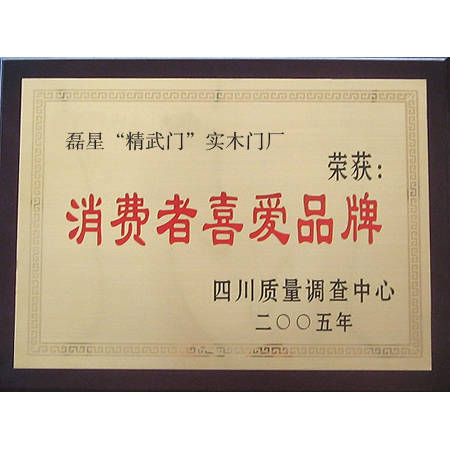 磊星“精武门”实木门厂
荣获：
消费者喜爱品牌
四川质量调查中心
二〇〇五年